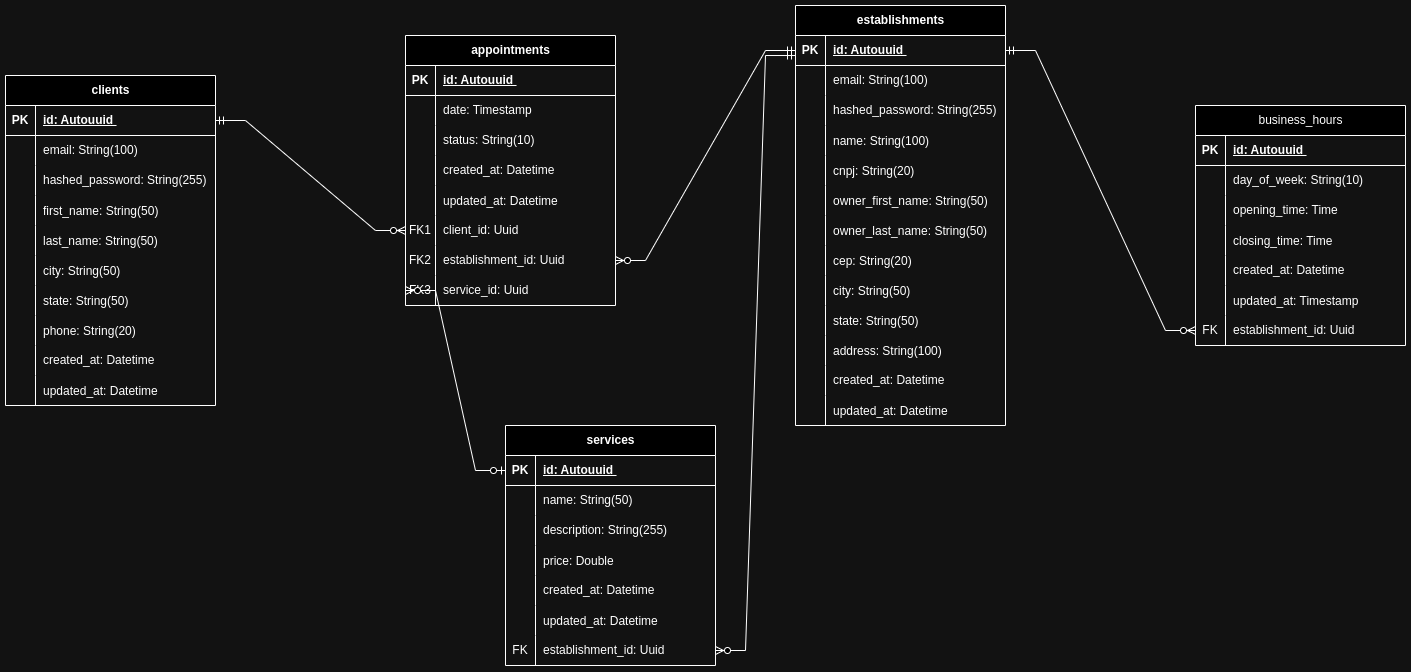 clients
PK id: Autouuid
email: String(100)
hashed_password: String(255)
first_name: String(50)
last_name: String(50)
city: String(50)
state: String(50)
phone: String(20)
created_at: Datetime
updated_at: Datetime
appointments
PK id: Autouuid
date: Timestamp
status: String(10)
created_at: Datetime
updated_at: Datetime
FK1 client_id: Uuid
FK2 establishment_id: Uuid
FK3 service_id: Uuid
services
PK id: Autouuid
name: String(50)
description: String(255)
price: Double
created_at: Datetime
updated_at: Datetime
FK establishment_id: Uuid
establishments
PK id: Autouuid
email: String(100)
hashed_password: String(255)
name: String(100)
cnpj: String(20)
owner_first_name: String(50)
owner_last_name: String(50)
cep: String(20)
city: String(50)
state: String(50)
address: String(100)
created_at: Datetime
updated_at: Datetime
business_hours
PK id: Autouuid
day_of_week: String(10)
opening_time: Time
closing_time: Time
created_at: Datetime
updated_at: Timestamp
FK establishment_id: Uuid